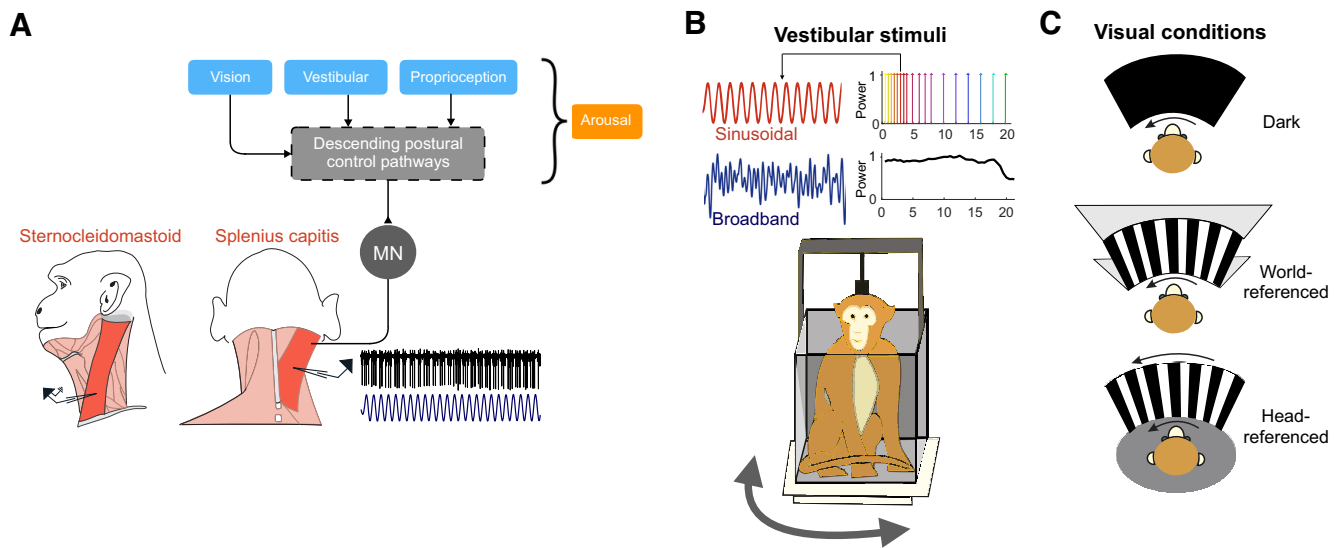 A
Vision
Vestibular
Proprioception
Arousal
Descending postural
control pathways
MN
Sternocleidomastoid
Splenius capitis
B
Vestibular stimuli
Sinusoidal
Power
1
0
0 5 10 15 20
Broadband
Power
1
0
0 5 10 15 20
C
Visual conditions
Dark
World-
referenced
Head-
referenced